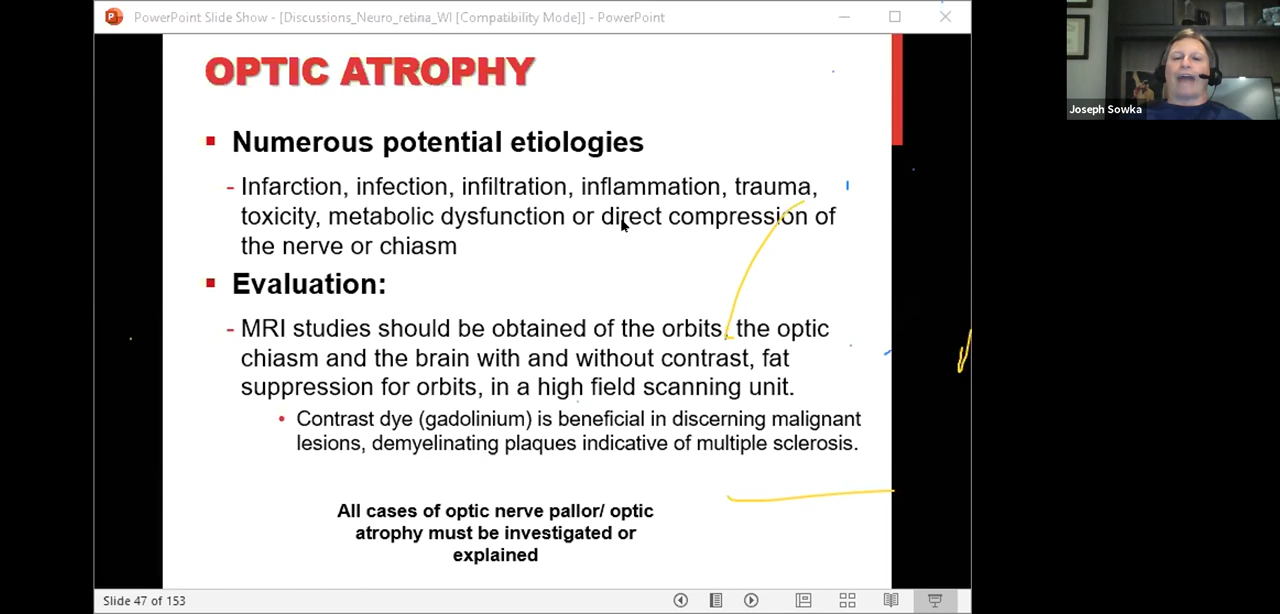 PowerPoint Slide Show - [Discussions_Neuro_retina_WI [Compatibility Mode]] - PowerPoint
OPTIC ATROPHY
Numerous potential etiologies
- Infarction, infection, infiltration, inflammation, trauma,
toxicity, metabolic dysfunction or direct compression of
the nerve or chiasm
Evaluation:
- MRI studies should be obtained of the orbits, the optic
chiasm and the brain with and without contrast, fat
suppression for orbits, in a high field scanning unit.
• Contrast dye (gadolinium) is beneficial in discerning malignant
lesions, demyelinating plaques indicative of multiple sclerosis.
All cases of optic nerve pallor/ optic
atrophy must be investigated or
explained
Slide 47 of 153
Joseph Sowka